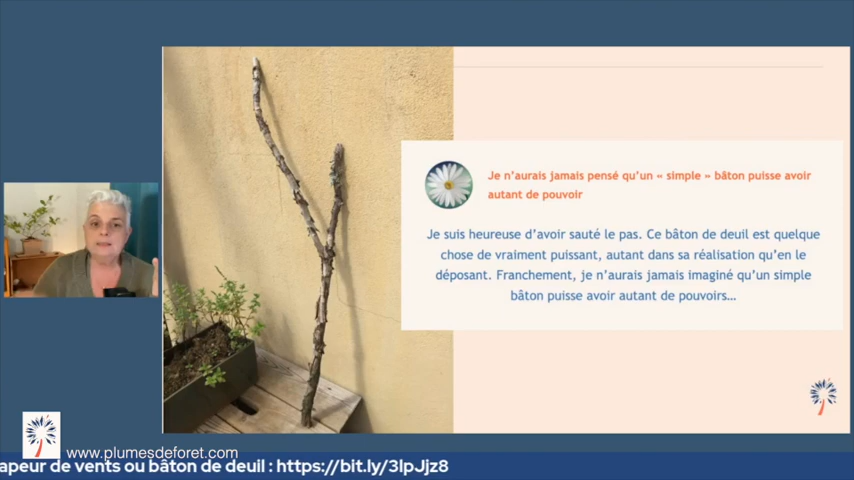 Je n’aurais jamais pensé qu’un « simple » bâton puisse avoir
autant de pouvoir
Je suis heureuse d’avoir sauté le pas. Ce bâton de deuil est quelque
chose de vraiment puissant, autant dans sa réalisation qu’en le
déposant. Franchement, je n’aurais jamais imaginé qu’un simple
bâton puisse avoir autant de pouvoirs…
www.plumesdeforet.com
apeur de vents ou bâton de deuil : https://bit.ly/3lpJjz8